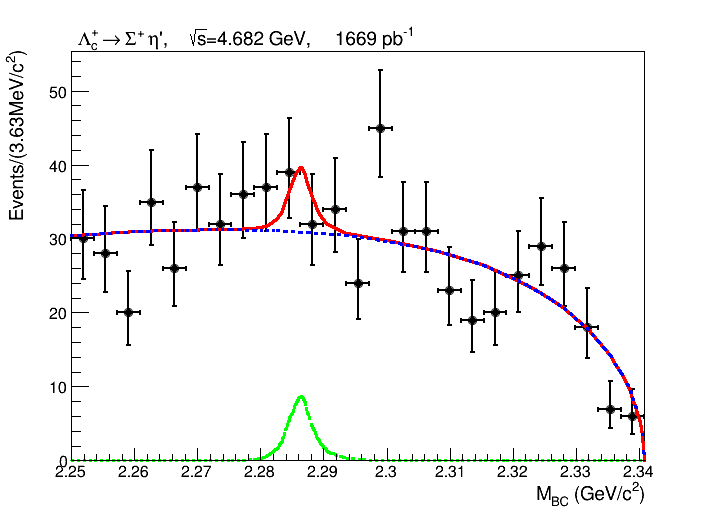 Λc+ → Σ+ η', √s=4.682 GeV, 1669 pb-1
Events/(3.63MeV/c2)
50
40
30
20
10
0
2.25 2.26 2.27 2.28 2.29 2.3 2.31 2.32 2.33 2.34
MBC (GeV/c2)